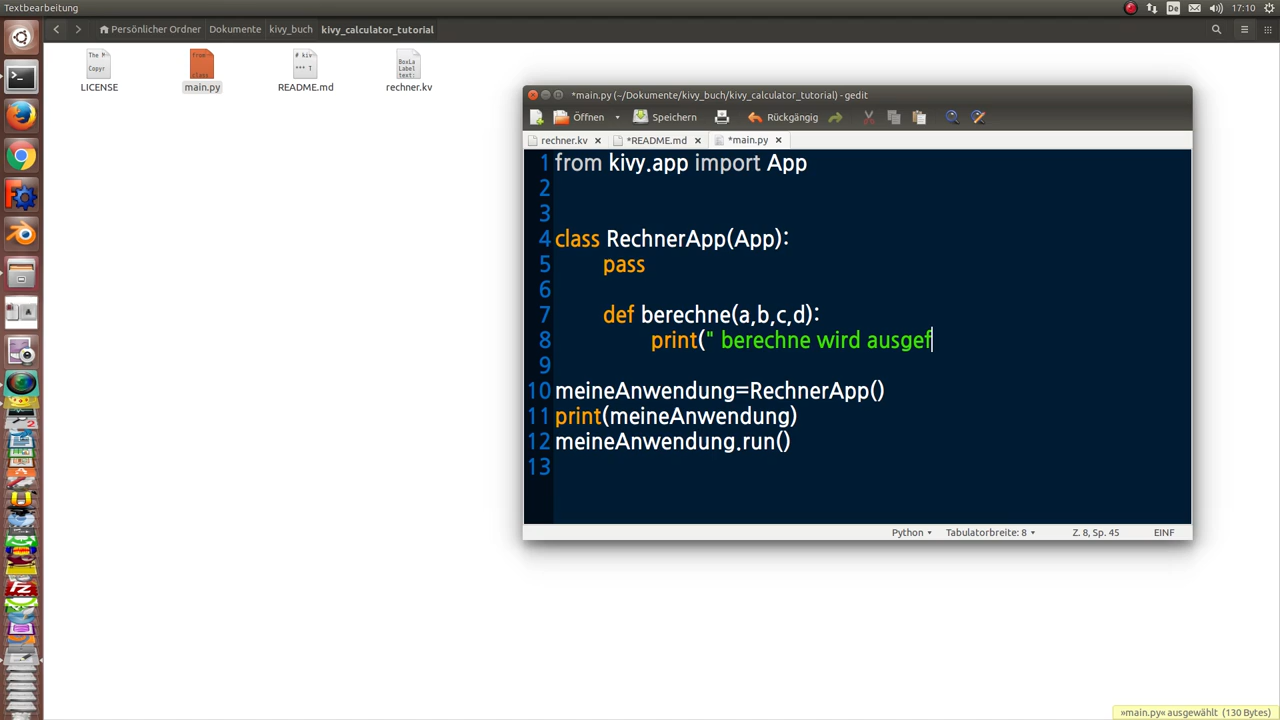 Textbearbeitung
De
17:10
Persönlicher Ordner
Dokumente
kivy_buch
kivy_calculator_tutorial
LICENSE
main.py
README.md
rechner.kv
*main.py (~/Dokumente/kivy_buch/kivy_calculator_tutorial) - gedit
Öffnen
Speichern
Rückgängig
rechner.kv
*README.md
*main.py
1 from kivy.app import App
2
3
4 class RechnerApp(App):
5 pass
6
7 def berechne(a,b,c,d):
8 print(" berechne wird ausgef
9
10 meineAnwendung=RechnerApp()
11 print(meineAnwendung)
12 meineAnwendung.run()
13
Python
Tabulatorbreite: 8
Z. 8, Sp. 45
EINF
»main.py« ausgewählt (130 Bytes)